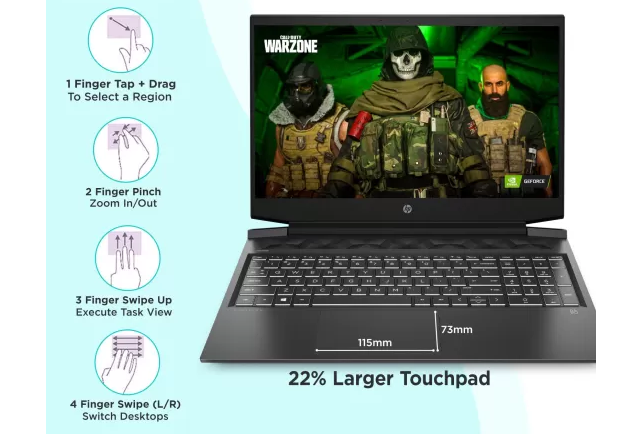 1 Finger Tap + Drag
To Select a Region
2 Finger Pinch
Zoom In/Out
3 Finger Swipe Up
Execute Task View
4 Finger Swipe (L/R)
Switch Desktops
CALL OF DUTY
WARZONE
GEFORCE
hp
73mm
115mm
22% Larger Touchpad